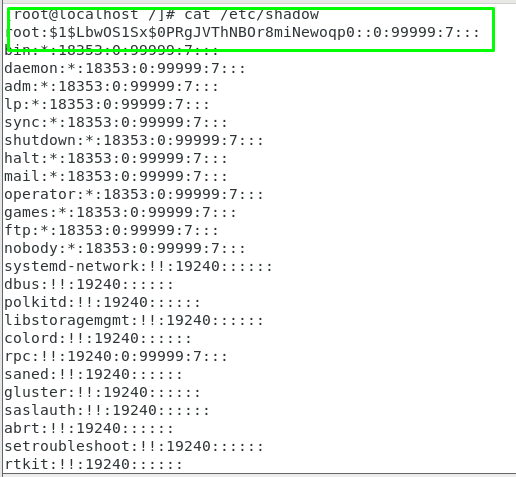 [root@localhost /]# cat /etc/shadow
root:$1$LbwOS1Sx$0PRgJVThNBOr8miNewoqp0::0:99999:7:::
bin:*:18353:0:99999:7:::
daemon:*:18353:0:99999:7:::
adm:*:18353:0:99999:7:::
lp:*:18353:0:99999:7:::
sync:*:18353:0:99999:7:::
shutdown:*:18353:0:99999:7:::
halt:*:18353:0:99999:7:::
mail:*:18353:0:99999:7:::
operator:*:18353:0:99999:7:::
games:*:18353:0:99999:7:::
ftp:*:18353:0:99999:7:::
nobody:*:18353:0:99999:7:::
systemd-network:!!:19240::::::
dbus:!!:19240::::::
polkitd:!!:19240::::::
libstoragemgmt:!!:19240::::::
colord:!!:19240::::::
rpc:!!:19240:0:99999:7:::
saned:!!:19240::::::
gluster:!!:19240::::::
saslauth:!!:19240::::::
abrt:!!:19240::::::
setroubleshoot:!!:19240::::::
rtkit:!!:19240::::::